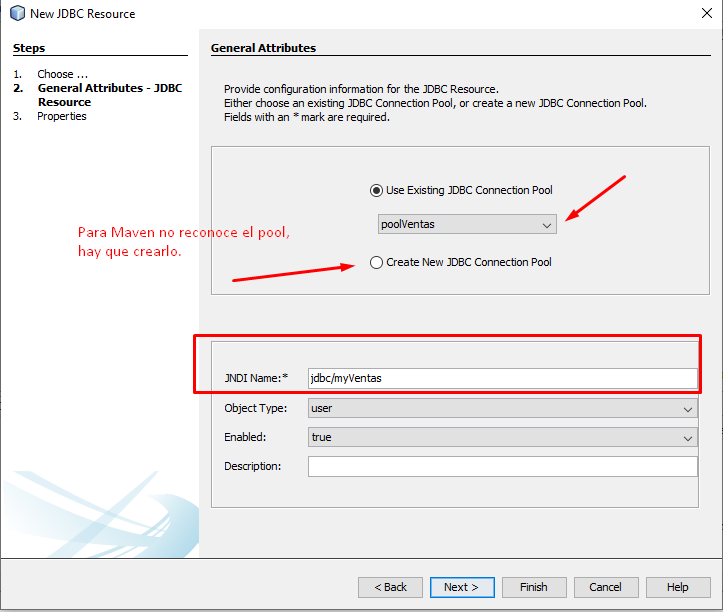 New JDBC Resource
Steps
1. Choose ...
2. General Attributes - JDBC
Resource
3. Properties
General Attributes
Provide configuration information for the JDBC Resource.
Either choose an existing JDBC Connection Pool, or create a new JDBC Connection Pool.
Fields with an * mark are required.
Use Existing JDBC Connection Pool
poolVentas
Para Maven no reconoce el pool,
hay que crearlo.
Create New JDBC Connection Pool
JNDI Name:* jdbc/myVentas
Object Type: user
Enabled: true
Description:
< Back Next > Finish Cancel Help